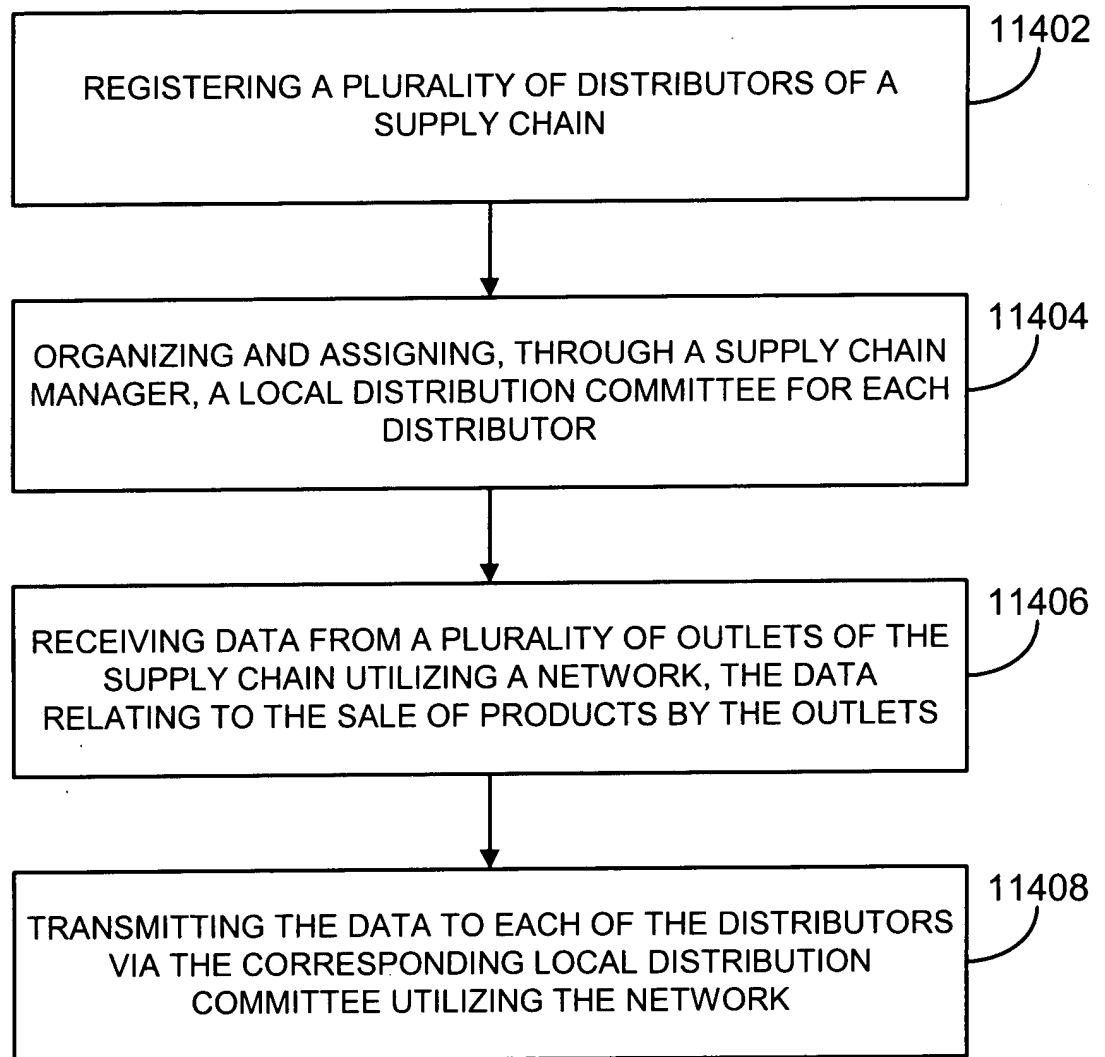 11402
REGISTERING A PLURALITY OF DISTRIBUTORS OF A
SUPPLY CHAIN
11404
ORGANIZING AND ASSIGNING, THROUGH A SUPPLY CHAIN
MANAGER, A LOCAL DISTRIBUTION COMMITTEE FOR EACH
DISTRIBUTOR
11406
RECEIVING DATA FROM A PLURALITY OF OUTLETS OF THE
SUPPLY CHAIN UTILIZING A NETWORK, THE DATA
RELATING TO THE SALE OF PRODUCTS BY THE OUTLETS
11408
TRANSMITTING THE DATA TO EACH OF THE DISTRIBUTORS
VIA THE CORRESPONDING LOCAL DISTRIBUTION
COMMITTEE UTILIZING THE NETWORK